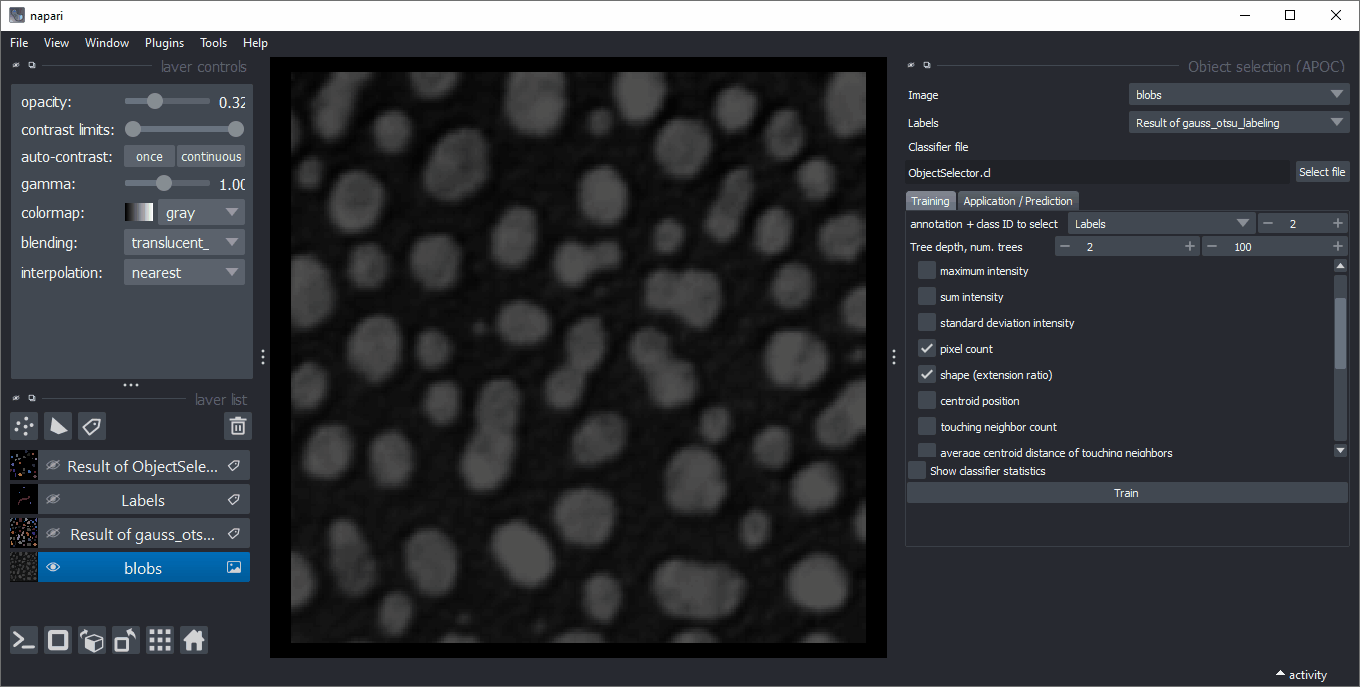 napari
File View Window Plugins Tools Help
layer controls
opacity: 0.32
contrast limits:
auto-contrast: once continuous
gamma: 1.00
colormap: gray
blending: translucent_
interpolation: nearest
layer list
Result of ObjectSele...
Labels
Result of gauss_ots...
blobs
Object selection (APOC)
Image blobs
Labels Result of gauss_otsu_labeling
Classifier file
ObjectSelector.cl Select file
Training Application / Prediction
annotation + class ID to select Labels 2
Tree depth, num. trees 2 100
maximum intensity
sum intensity
standard deviation intensity
pixel count
shape (extension ratio)
centroid position
touching neighbor count
average centroid distance of touching neighbors
Show classifier statistics
Train
activity